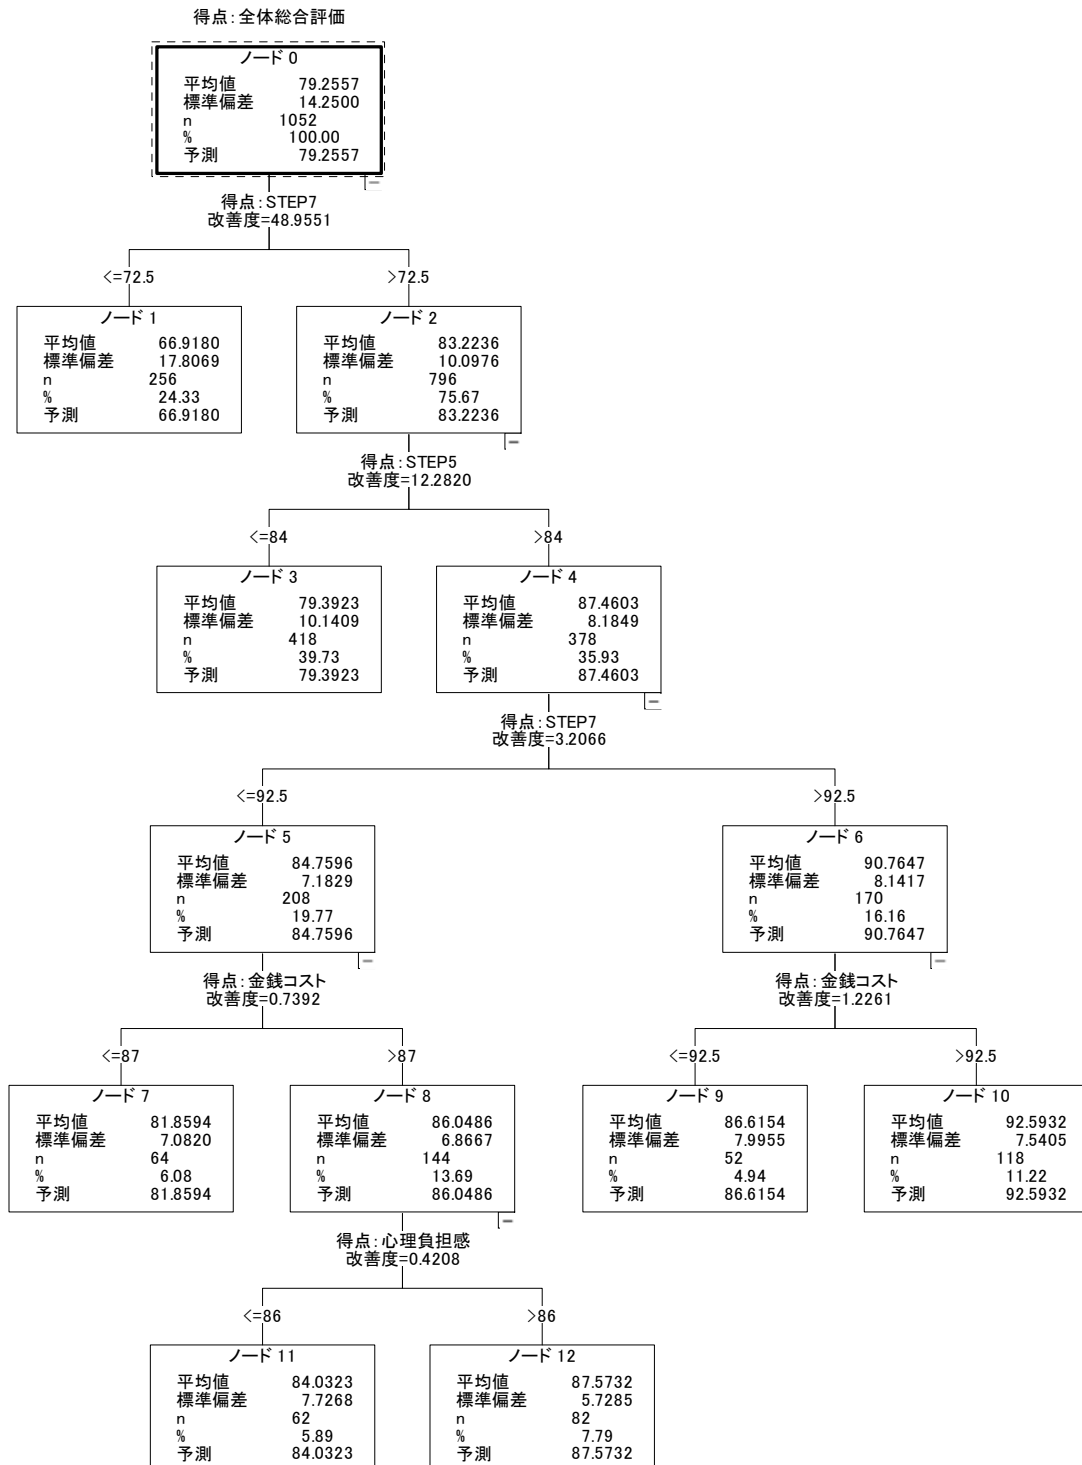 得点:全体総合評価
ノード 0
平均値 79.2557
標準偏差 14.2500
n 1052
% 100.00
予測 79.2557
得点:STEP7
改善度=48.9551
<=72.5
>72.5
ノード 1
平均値 66.9180
標準偏差 17.8069
n 256
% 24.33
予測 66.9180
ノード 2
平均値 83.2236
標準偏差 10.0976
n 796
% 75.67
予測 83.2236
得点:STEP5
改善度=12.2820
<=84
>84
ノード 3
平均値 79.3923
標準偏差 10.1409
n 418
% 39.73
予測 79.3923
ノード 4
平均値 87.4603
標準偏差 8.1849
n 378
% 35.93
予測 87.4603
得点:STEP7
改善度=3.2066
<=92.5
>92.5
ノード 5
平均値 84.7596
標準偏差 7.1829
n 208
% 19.77
予測 84.7596
ノード 6
平均値 90.7647
標準偏差 8.1417
n 170
% 16.16
予測 90.7647
得点:金銭コスト
改善度=0.7392
得点:金銭コスト
改善度=1.2261
<=87
>87
<=92.5
>92.5
ノード 7
平均値 81.8594
標準偏差 7.0820
n 64
% 6.08
予測 81.8594
ノード 8
平均値 86.0486
標準偏差 6.8667
n 144
% 13.69
予測 86.0486
ノード 9
平均値 86.6154
標準偏差 7.9955
n 52
% 4.94
予測 86.6154
ノード 10
平均値 92.5932
標準偏差 7.5405
n 118
% 11.22
予測 92.5932
得点:心理負担感
改善度=0.4208
<=86
>86
ノード 11
平均値 84.0323
標準偏差 7.7268
n 62
% 5.89
予測 84.0323
ノード 12
平均値 87.5732
標準偏差 5.7285
n 82
% 7.79
予測 87.5732